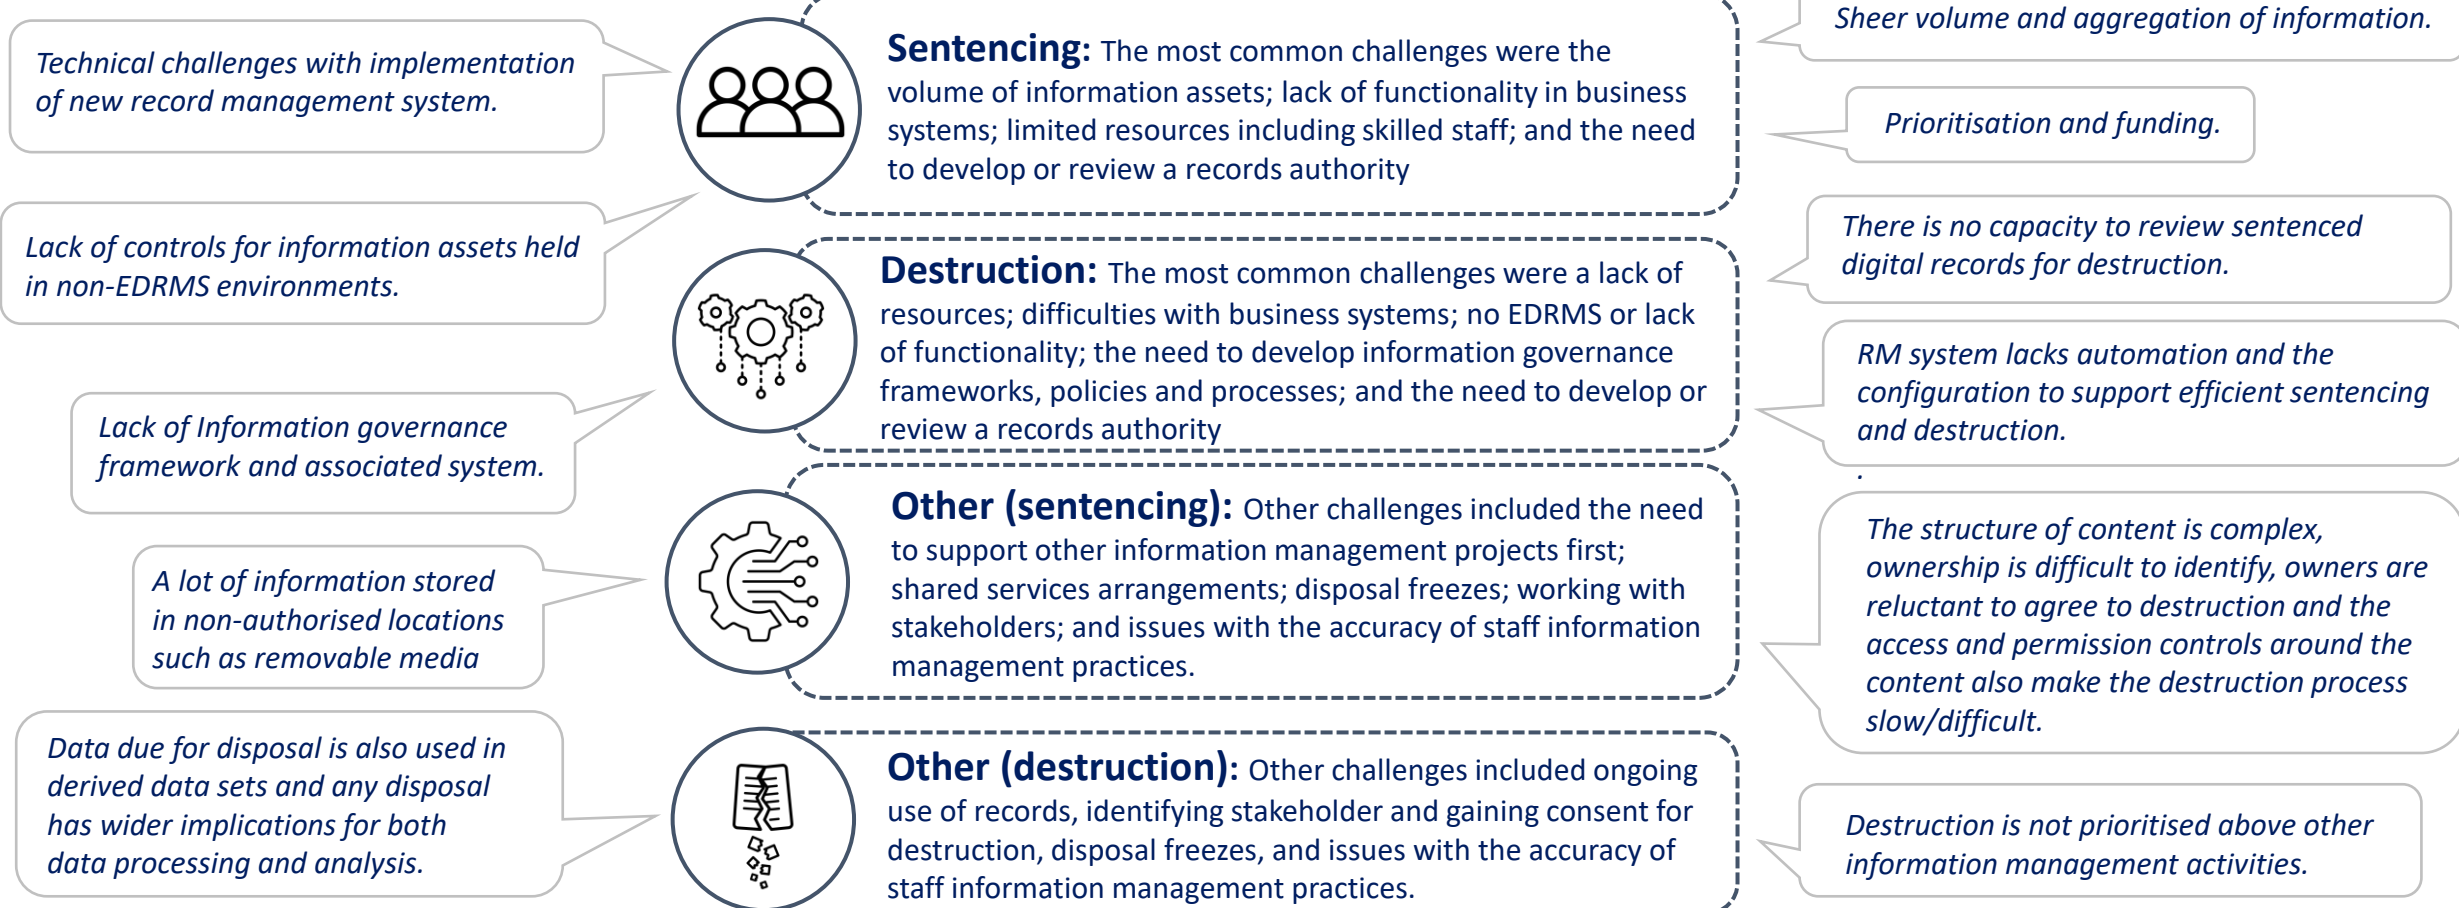 Technical challenges with implementation
of new record management system.
Lack of controls for information assets held
in non-EDRMS environments.
Lack of Information governance
framework and associated system.
A lot of information stored
in non-authorised locations
such as removable media
Data due for disposal is also used in
derived data sets and any disposal
has wider implications for both
data processing and analysis.
Sentencing: The most common challenges were the
volume of information assets; lack of functionality in business
systems; limited resources including skilled staff; and the need
to develop or review a records authority
Destruction: The most common challenges were a lack of
resources; difficulties with business systems; no EDRMS or lack
of functionality; the need to develop information governance
frameworks, policies and processes; and the need to develop or
review a records authority
Other (sentencing): Other challenges included the need
to support other information management projects first;
shared services arrangements; disposal freezes; working with
stakeholders; and issues with the accuracy of staff information
management practices.
Other (destruction): Other challenges included ongoing
use of records, identifying stakeholder and gaining consent for
destruction, disposal freezes, and issues with the accuracy of
staff information management practices.
Sheer volume and aggregation of information.
Prioritisation and funding.
There is no capacity to review sentenced
digital records for destruction.
RM system lacks automation and the
configuration to support efficient sentencing
and destruction.
.
The structure of content is complex,
ownership is difficult to identify, owners are
reluctant to agree to destruction and the
access and permission controls around the
content also make the destruction process
slow/difficult.
Destruction is not prioritised above other
information management activities.